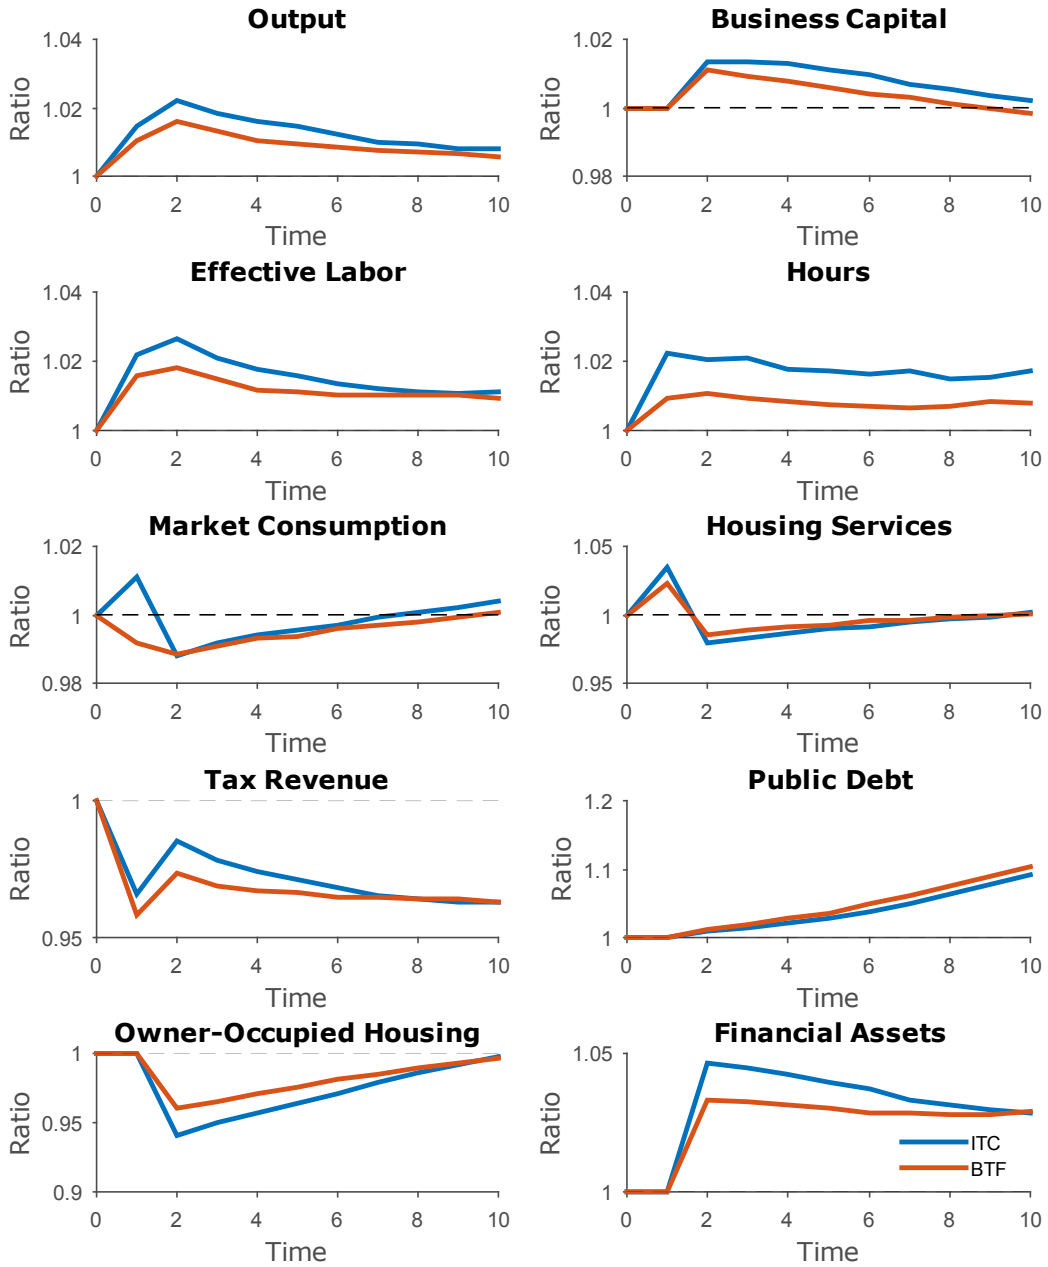 Output
Ratio
1.04
1.02
1
0 2 4 6 8 10
Time
Business Capital
Ratio
1.02
1
0.98
0 2 4 6 8 10
Time
Effective Labor
Ratio
1.04
1.02
1
0 2 4 6 8 10
Time
Hours
Ratio
1.04
1.02
1
0 2 4 6 8 10
Time
Market Consumption
Ratio
1.02
1
0.98
0 2 4 6 8 10
Time
Housing Services
Ratio
1.05
1
0.95
0 2 4 6 8 10
Time
Tax Revenue
Ratio
1
0.95
0 2 4 6 8 10
Time
Public Debt
Ratio
1.2
1.1
1
0 2 4 6 8 10
Time
Owner-Occupied Housing
Ratio
1
0.95
0.9
0 2 4 6 8 10
Time
Financial Assets
Ratio
1.05
1
0 2 4 6 8 10
Time
ITC
BTF